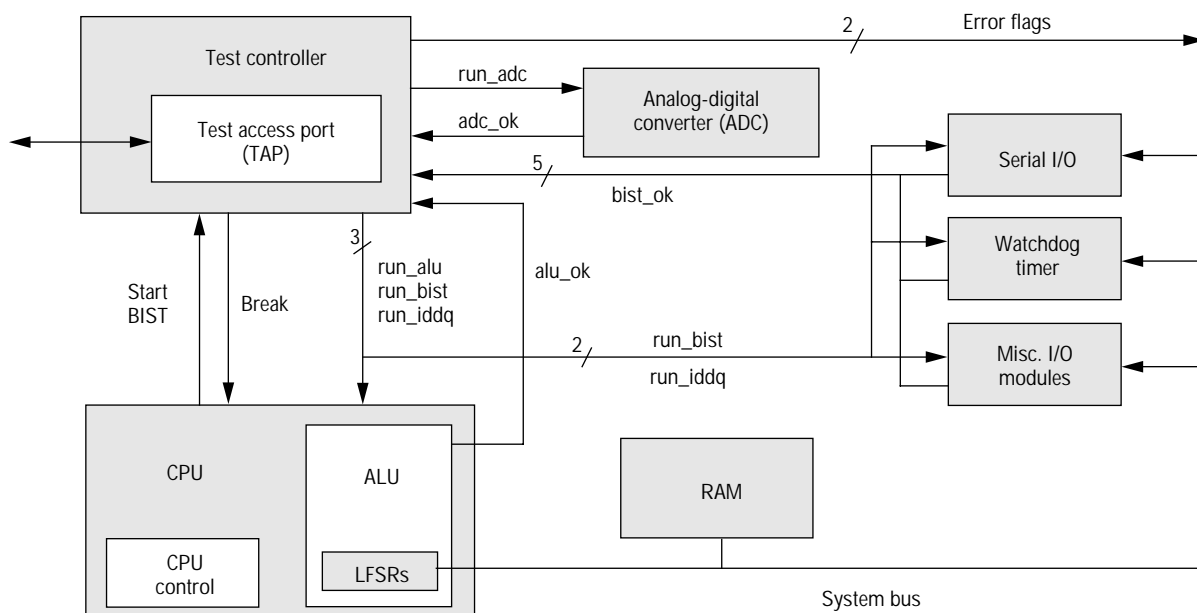 2
Error flags
Test controller
run_adc
Analog-digital
converter (ADC)
Test access port
(TAP)
adc_ok
Serial I/O
5
bist_ok
3
Watchdog
timer
run_alu
run_bist
run_iddq
alu_ok
Start
BIST
Break
2
run_bist
run_iddq
Misc. I/O
modules
CPU
ALU
RAM
CPU
control
LFSRs
System bus